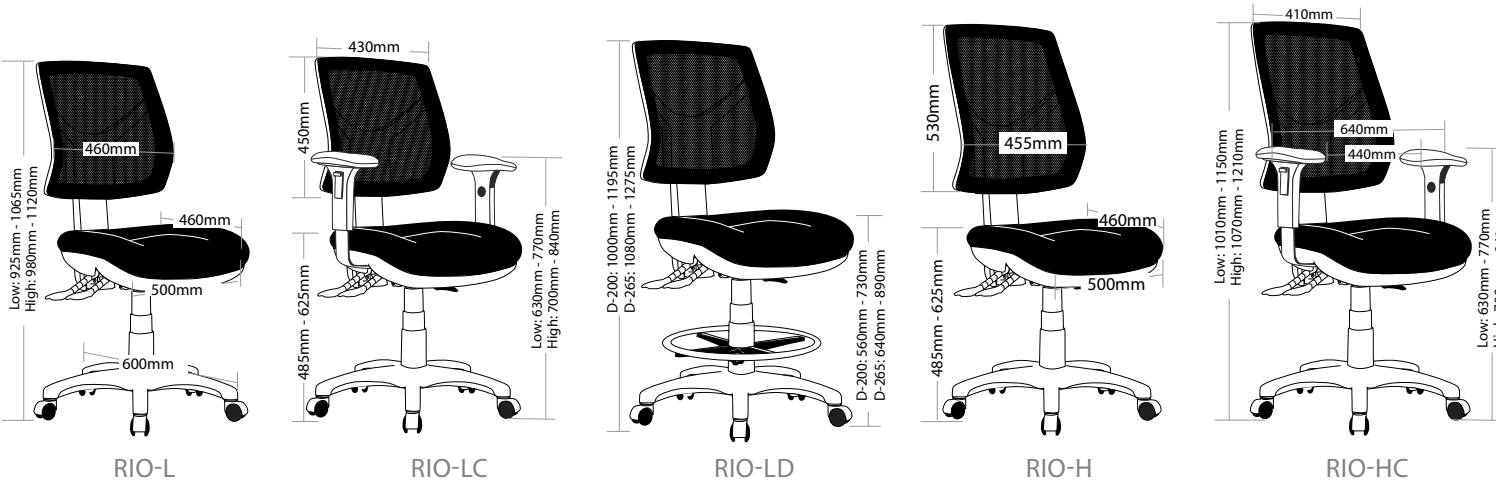 460mm
Low: 925mm - 1065mm
High: 980mm - 1120mm
460mm
500mm
600mm
RIO-L
430mm
450mm
485mm - 625mm
Low: 630mm - 770mm
High: 700mm - 840mm
RIO-LC
D-200: 1000mm - 1195mm
D-265: 1080mm - 1275mm
D-200: 560mm - 730mm
D-265: 640mm - 890mm
RIO-LD
530mm
455mm
460mm
500mm
485mm - 625mm
RIO-H
410mm
640mm
440mm
Low: 1010mm - 1150mm
High: 1070mm - 1210mm
Low: 630mm - 770mm
RIO-HC